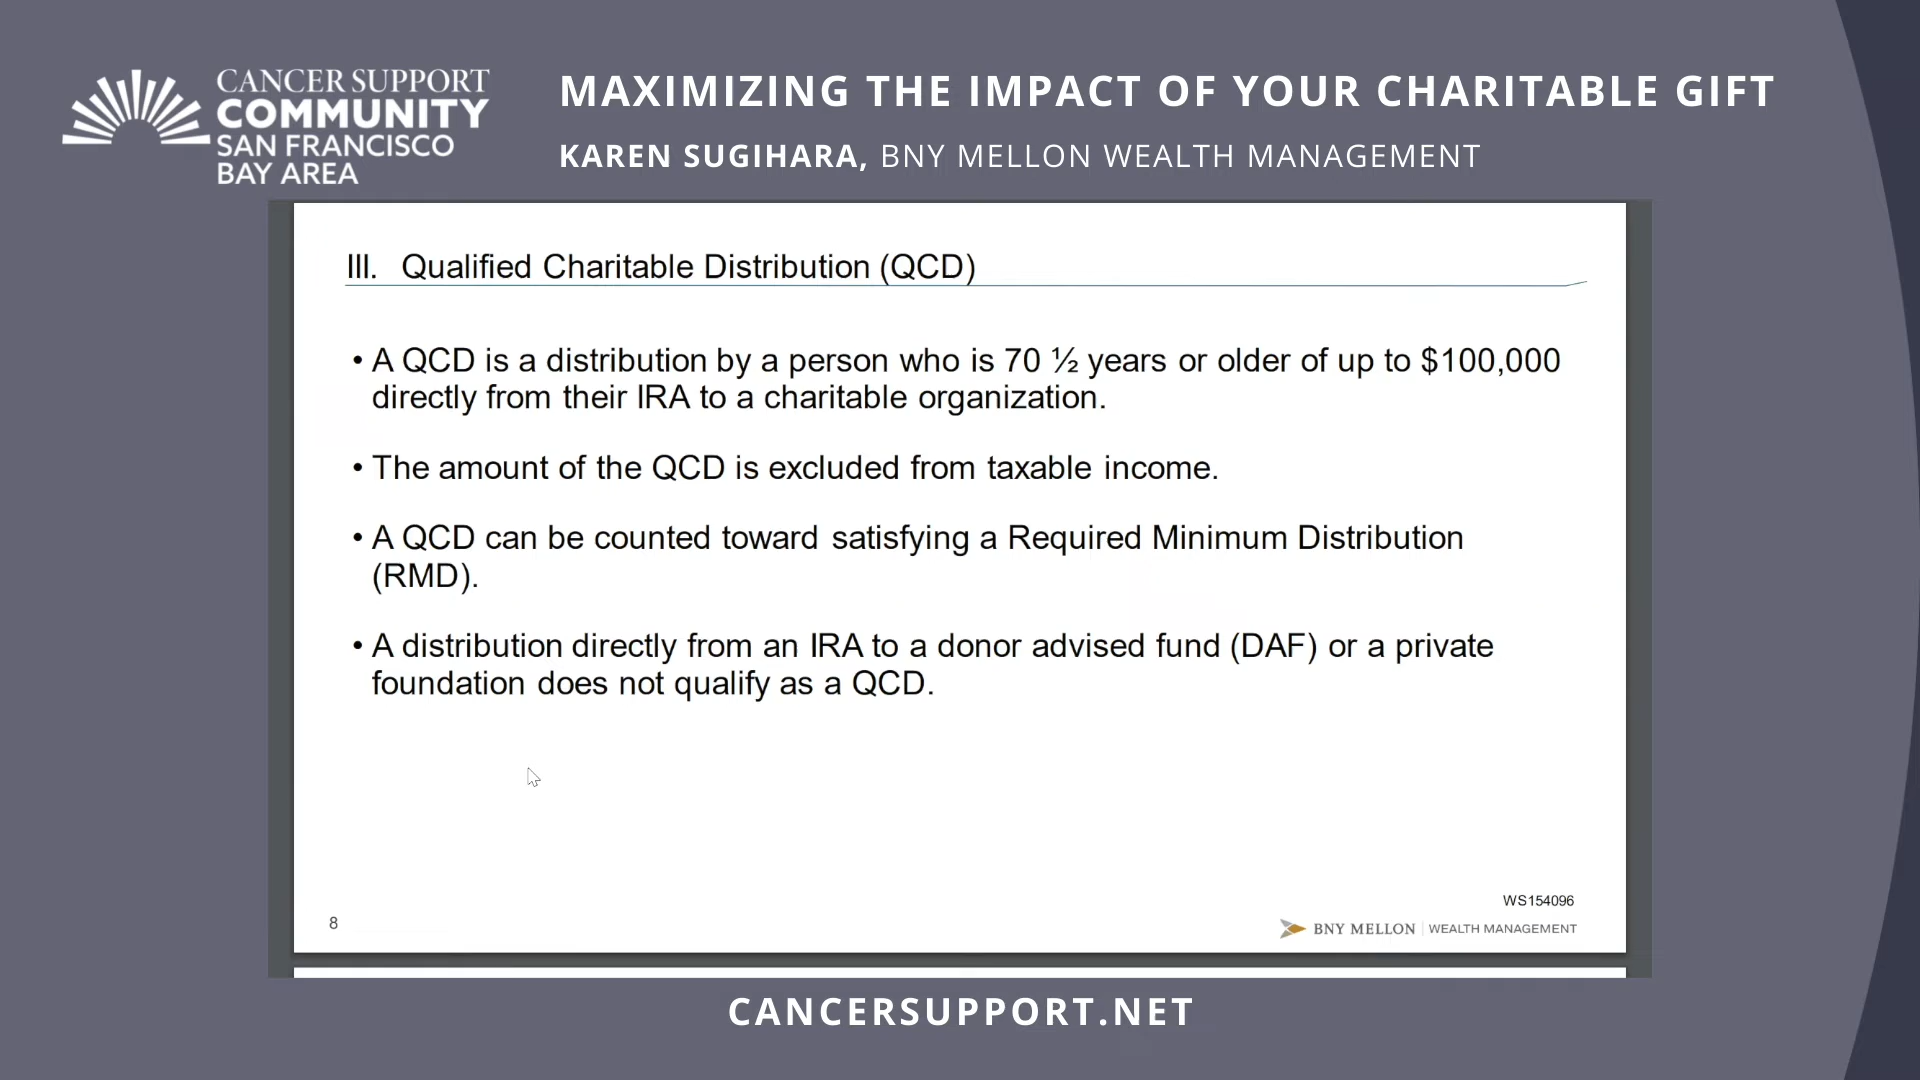 CANCER SUPPORT
COMMUNITY
SAN FRANCISCO
BAY AREA
MAXIMIZING THE IMPACT OF YOUR CHARITABLE GIFT
KAREN SUGIHARA, BNY MELLON WEALTH MANAGEMENT
III. Qualified Charitable Distribution (QCD)
• A QCD is a distribution by a person who is 70 ½ years or older of up to $100,000
directly from their IRA to a charitable organization.
• The amount of the QCD is excluded from taxable income.
• A QCD can be counted toward satisfying a Required Minimum Distribution
(RMD).
• A distribution directly from an IRA to a donor advised fund (DAF) or a private
foundation does not qualify as a QCD.
WS154096
8
BNY MELLON | WEALTH MANAGEMENT
CANCERSUPPORT.NET